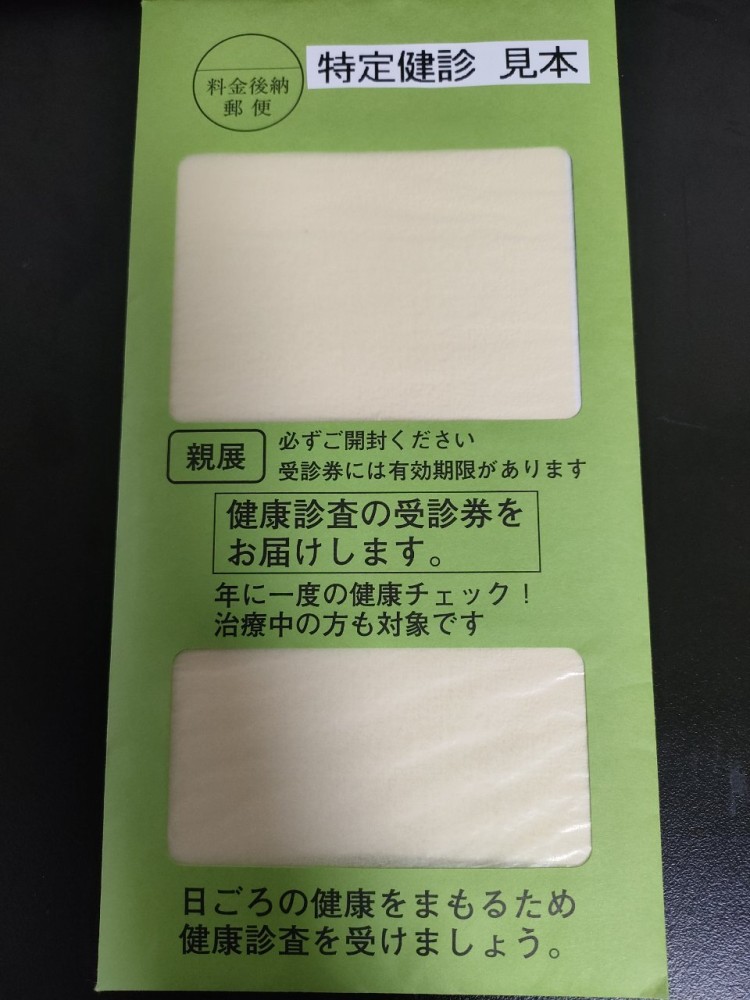 料金後納
郵便
特定健診 見本
親展
必ずご開封ください
受診券には有効期限があります
健康診査の受診券を
お届けします。
年に一度の健康チェック!
治療中の方も対象です
日ごろの健康をまもるため
健康診査を受けましょう。